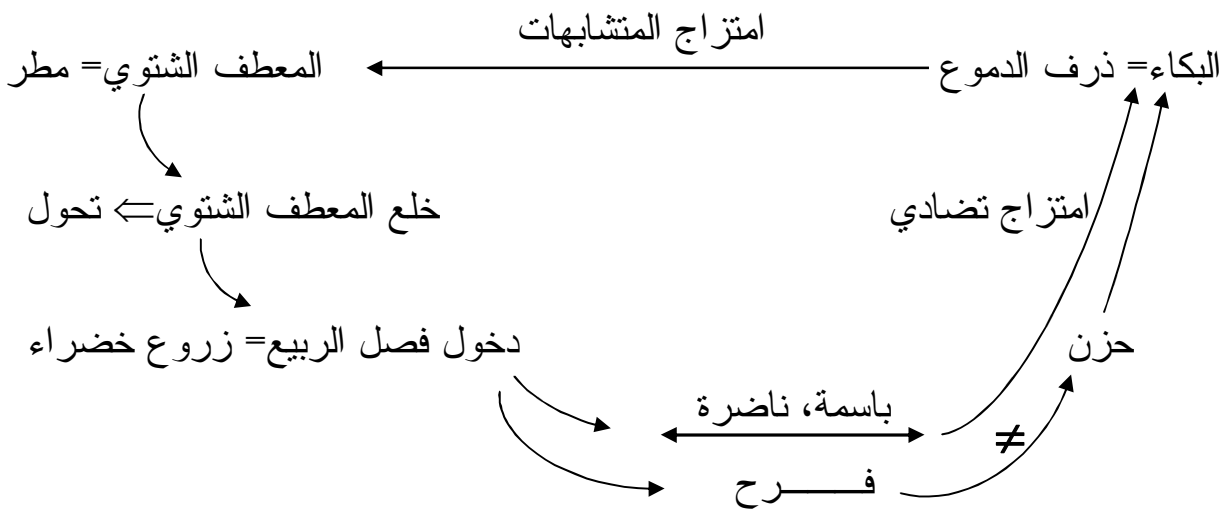 امتزاج المتشابهات
البكاء= ذرف الدموع المعطف الشتوي= مطر
امتزاج تضادي خلع المعطف الشتوي⇐ تحول
حزن دخول فصل الربيع= زروع خضراء
باسمة، ناضرة
≠
فـــــرح